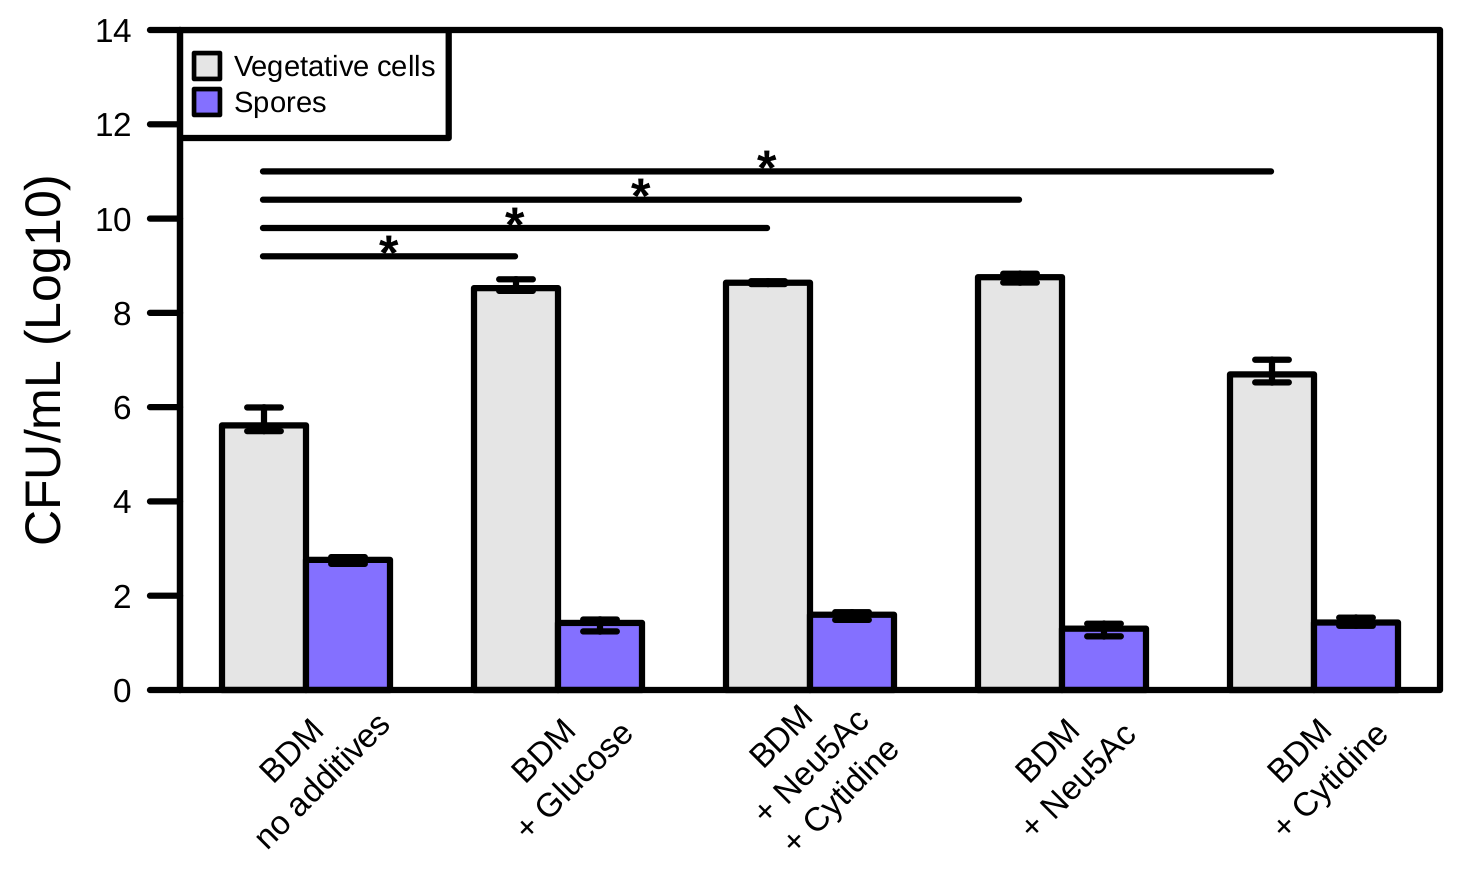 14
12
10
8
6
4
2
0
CFU/mL (Log10)
Vegetative cells
Spores
*
*
*
*
BDM
no additives
BDM
+ Glucose
BDM
+ Neu5Ac
+ Cytidine
BDM
+ Neu5Ac
BDM
+ Cytidine